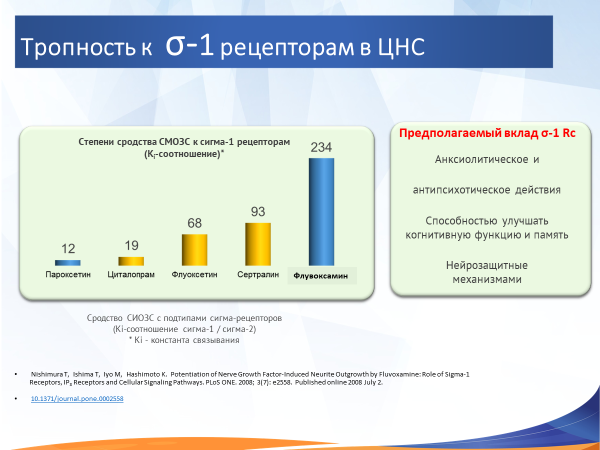 Тропность к σ-1 рецепторам в ЦНС
Степени сродства СМОЗС к сигма-1 рецепторам
(Ki-соотношение)*
234
93
68
19
12
Пароксетин Циталопрам Флуоксетин Сертралин Флувоксамин
Предполагаемый вклад σ-1 Rc
Анксиолитическое и
антипсихотическое действия
Способностью улучшать
когнитивную функцию и память
Нейрозащитные
механизмами
Сродство СИОЗС с подтипами сигма-рецепторов
(Ki-соотношение сигма-1 / сигма-2)
* Ki - константа связывания
• Nishimura T, Ishima T, Iyo M, Hashimoto K. Potentiation of Nerve Growth Factor-Induced Neurite Outgrowth by Fluvoxamine: Role of Sigma-1
Receptors, IP3 Receptors and Cellular Signaling Pathways. PLoS ONE. 2008; 3(7): e2558. Published online 2008 July 2.
• 10.1371/journal.pone.0002558